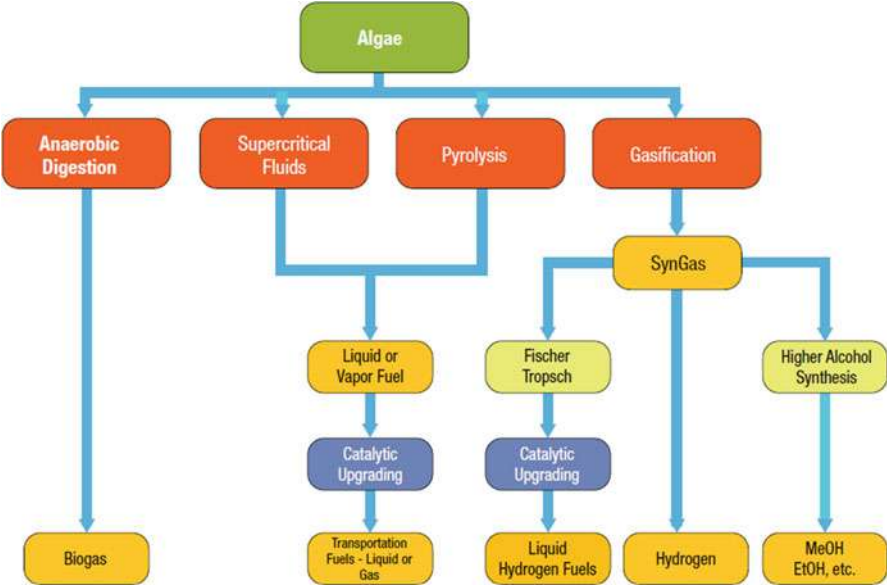 Algae
Anaerobic
Digestion
Supercritical
Fluids
Pyrolysis
Gasification
SynGas
Liquid or
Vapor Fuel
Fischer
Tropsch
Higher Alcohol
Synthesis
Catalytic
Upgrading
Catalytic
Upgrading
Biogas
Transportation
Fuels - Liquid or
Gas
Liquid
Hydrogen Fuels
Hydrogen
MeOH
EtOH, etc.